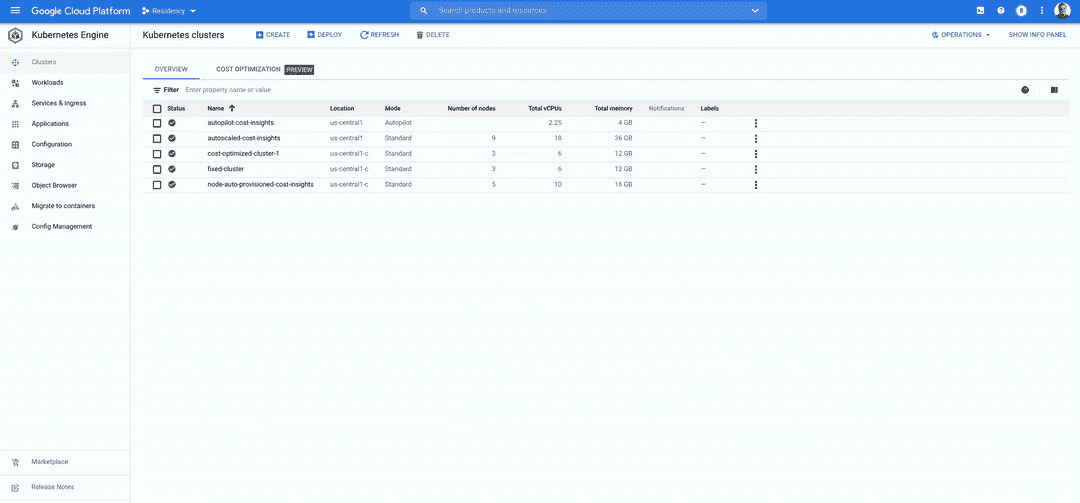 Google Cloud Platform Residency Search products and resources 8
Kubernetes Engine Kubernetes clusters CREATE DEPLOY REFRESH DELETE OPERATIONS SHOW INFO PANEL
Clusters
Workloads
Services & Ingress
Applications
Configuration
Storage
Object Browser
Migrate to containers
Config Management
Marketplace
Release Notes
OVERVIEW COST OPTIMIZATION PREVIEW
Filter Enter property name or value
Status Name Location Mode Number of nodes Total vCPUs Total memory Notifications Labels
autopilot-cost-insights us-central1 Autopilot 2.25 4 GB –
autoscaled-cost-insights us-central1 Standard 9 18 36 GB –
cost-optimized-cluster-1 us-central1-c Standard 3 6 12 GB –
fixed-cluster us-central1-c Standard 3 6 12 GB –
node-auto-provisioned-cost-insights us-central1-c Standard 5 10 16 GB –